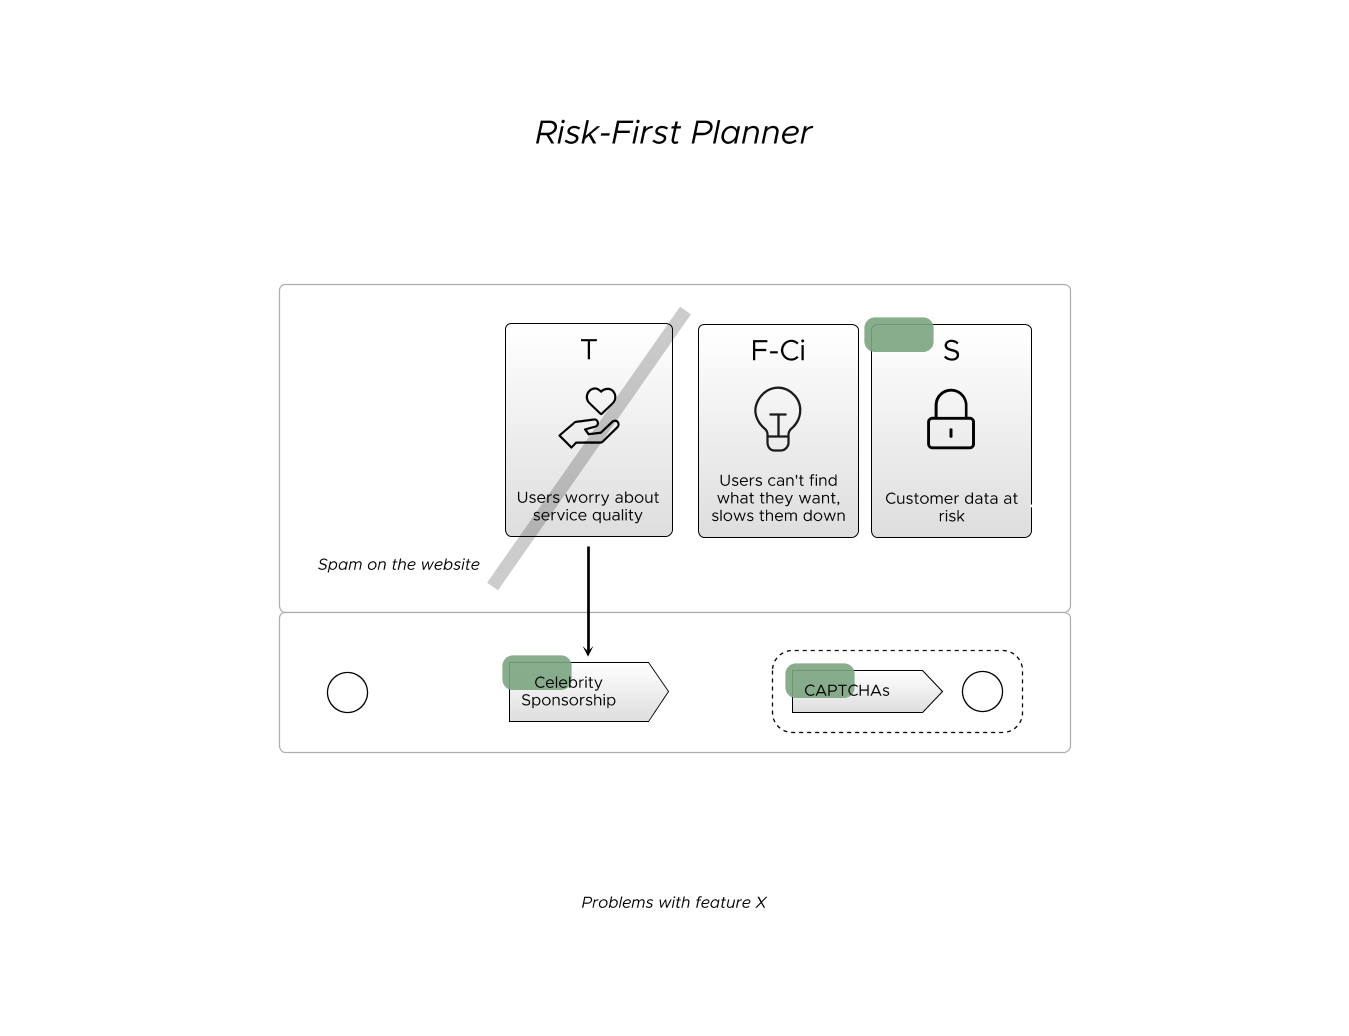 Risk-First Planner
T
F-Ci
S
Users worry about
service quality
Users can't find
what they want,
slows them down
Customer data at
risk
Spam on the website
Celebrity
Sponsorship
CAPTCHAs
Problems with feature X